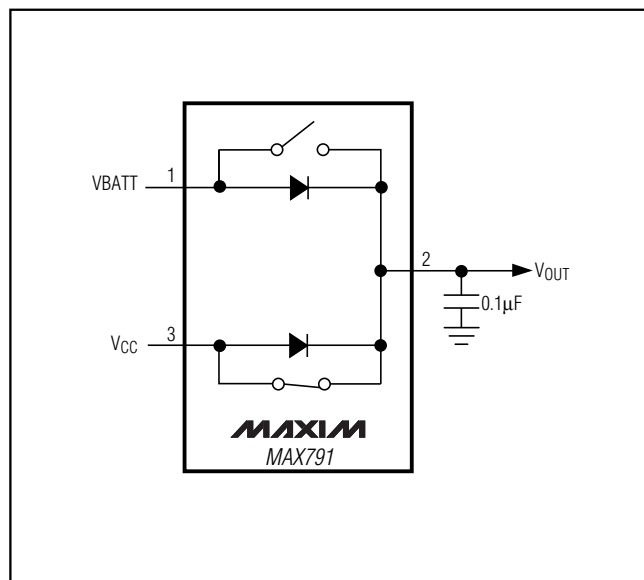 VBATT
1
2
VOUT
0.1μF
VCC
3
MAXIM
MAX791